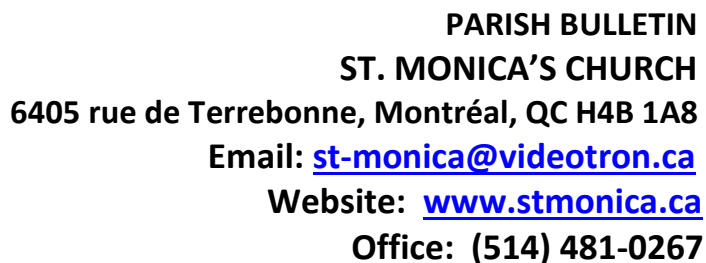 PARISH BULLETIN
ST. MONICA’S CHURCH
6405 rue de Terrebonne, Montréal, QC H4B 1A8
Email: st-monica@videotron.ca
Website: www.stmonica.ca
Office: (514) 481-0267